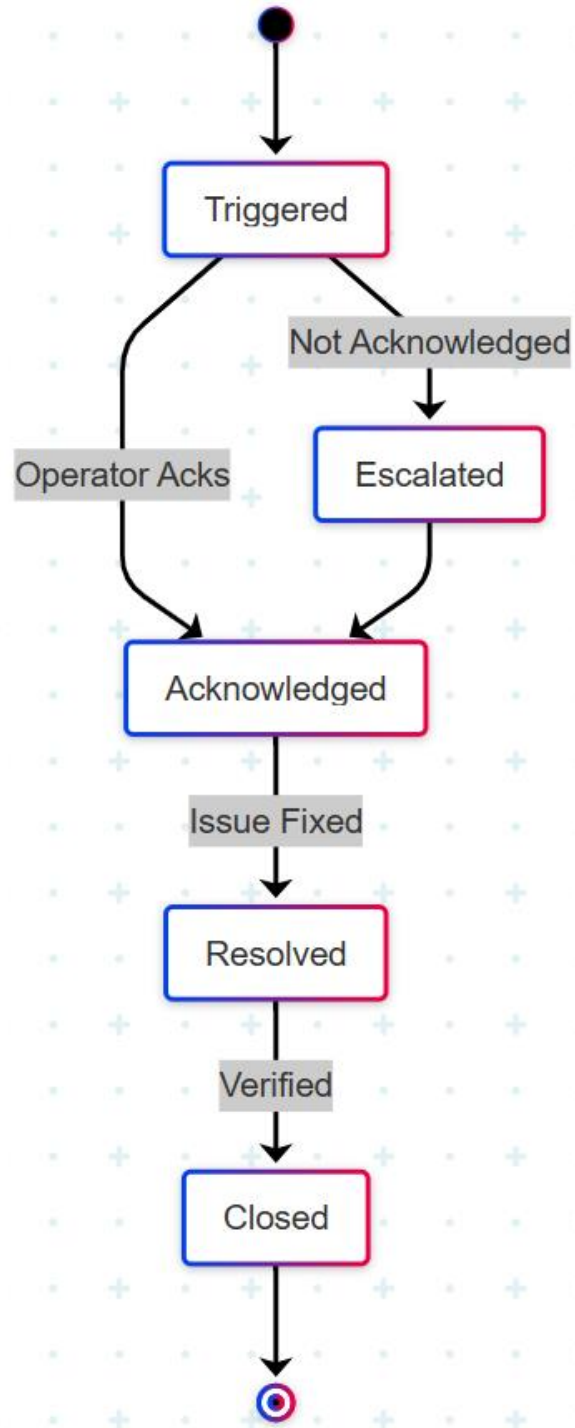 Triggered
Not Acknowledged
Operator Acks
Escalated
Acknowledged
Issue Fixed
Resolved
Verified
Closed